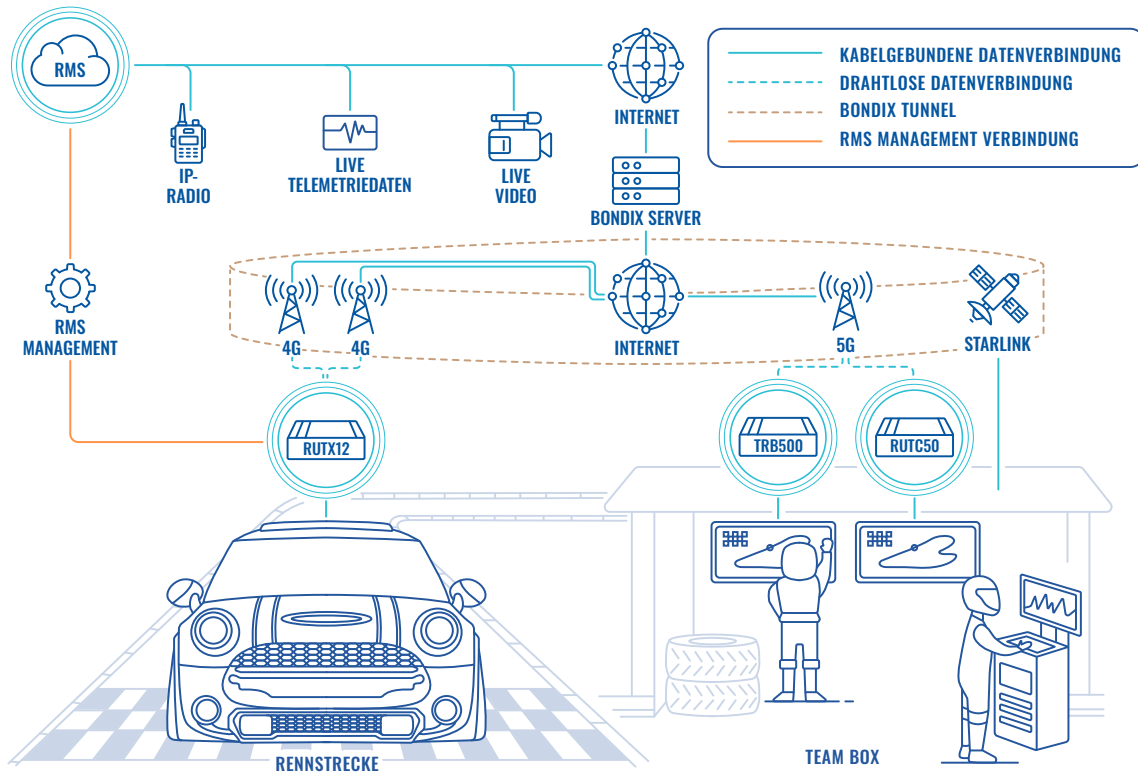 RMS
INTERNET
KABELGEBUNDENE DATENVERBINDUNG
DRAHTLOSE DATENVERBINDUNG
BONDIX TUNNEL
RMS MANAGEMENT VERBINDUNG
IP-
RADIO
LIVE
TELEMETRIEDATEN
LIVE
VIDEO
BONDIX SERVER
RMS
MANAGEMENT
4G
4G
INTERNET
5G
STARLINK
RUTX12
TRB500
RUTC50
RENNSTRECKE
TEAM BOX